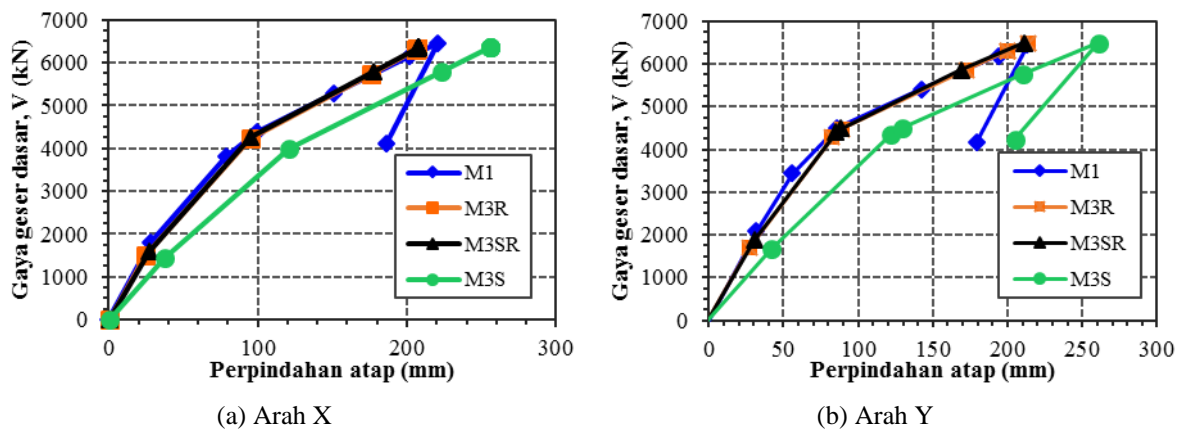 Gaya geser dasar, V (kN)
7000
6000
5000
4000
3000
2000
1000
0
0
100
200
300
Perpindahan atap (mm)
M1
M3R
M3SR
M3S
(a) Arah X
Gaya geser dasar, V (kN)
7000
6000
5000
4000
3000
2000
1000
0
0
50
100
150
200
250
300
Perpindahan atap (mm)
M1
M3R
M3SR
M3S
(b) Arah Y